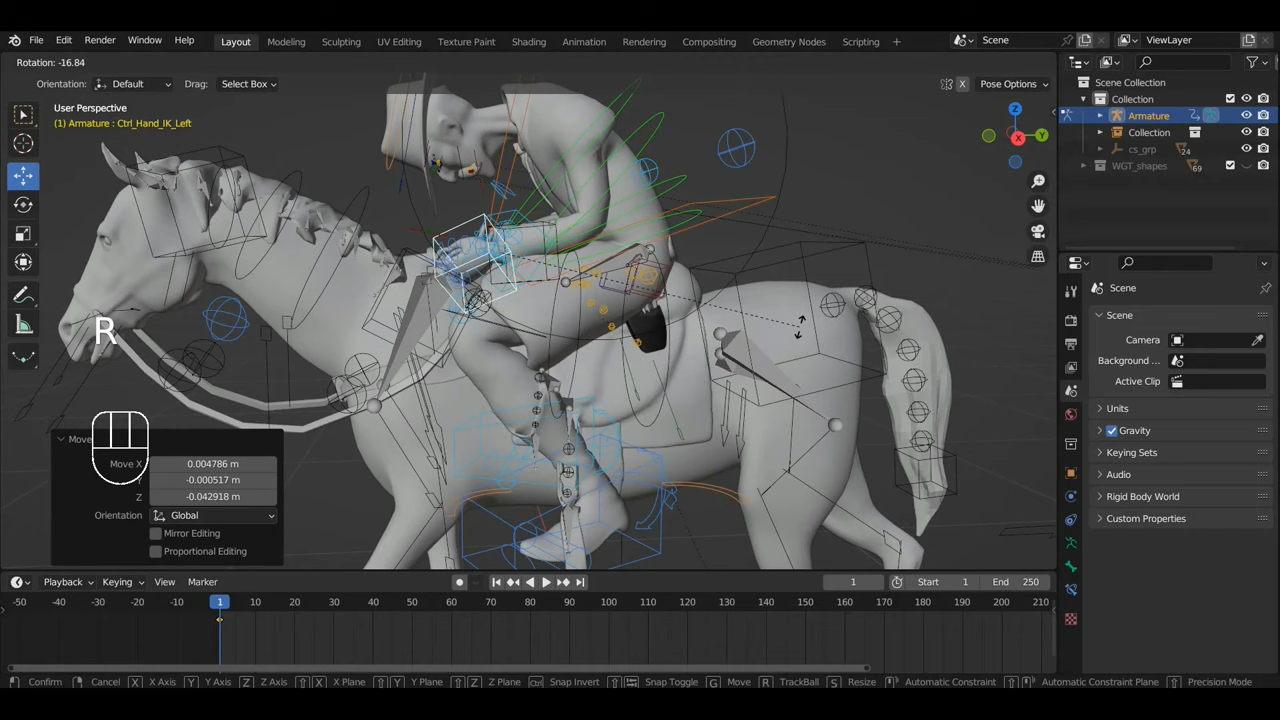 File Edit Render Window Help Layout Modeling Sculpting UV Editing Texture Paint Shading Animation Rendering Compositing Geometry Nodes Scripting + Scene ViewLayer
Rotation: -16.84
Orientation: Default Drag: Select Box X Pose Options
User Perspective
(1) Armature : Ctrl_Hand_IK_Left
Z
Y
X
R
Move
Move X 0.004786 m
Y -0.000517 m
Z -0.042918 m
Orientation Global
Mirror Editing
Proportional Editing
Scene Collection
Collection
Armature
Collection
cs_grp 24
WGT_shapes 69
Scene
Scene
Camera
Background ...
Active Clip
Units
Gravity
Keying Sets
Audio
Rigid Body World
Custom Properties
Playback Keying View Marker 1 Start 1 End 250
-50 -40 -30 -20 -10 1 10 20 30 40 50 60 70 80 90 100 110 120 130 140 150 160 170 180 190 200 210
Confirm Cancel X X Axis Y Y Axis Z Z Axis X X Plane Y Y Plane Z Z Plane Ctrl Snap Invert Snap Toggle G Move R TrackBall S Resize Automatic Constraint Automatic Constraint Plane Precision Mode